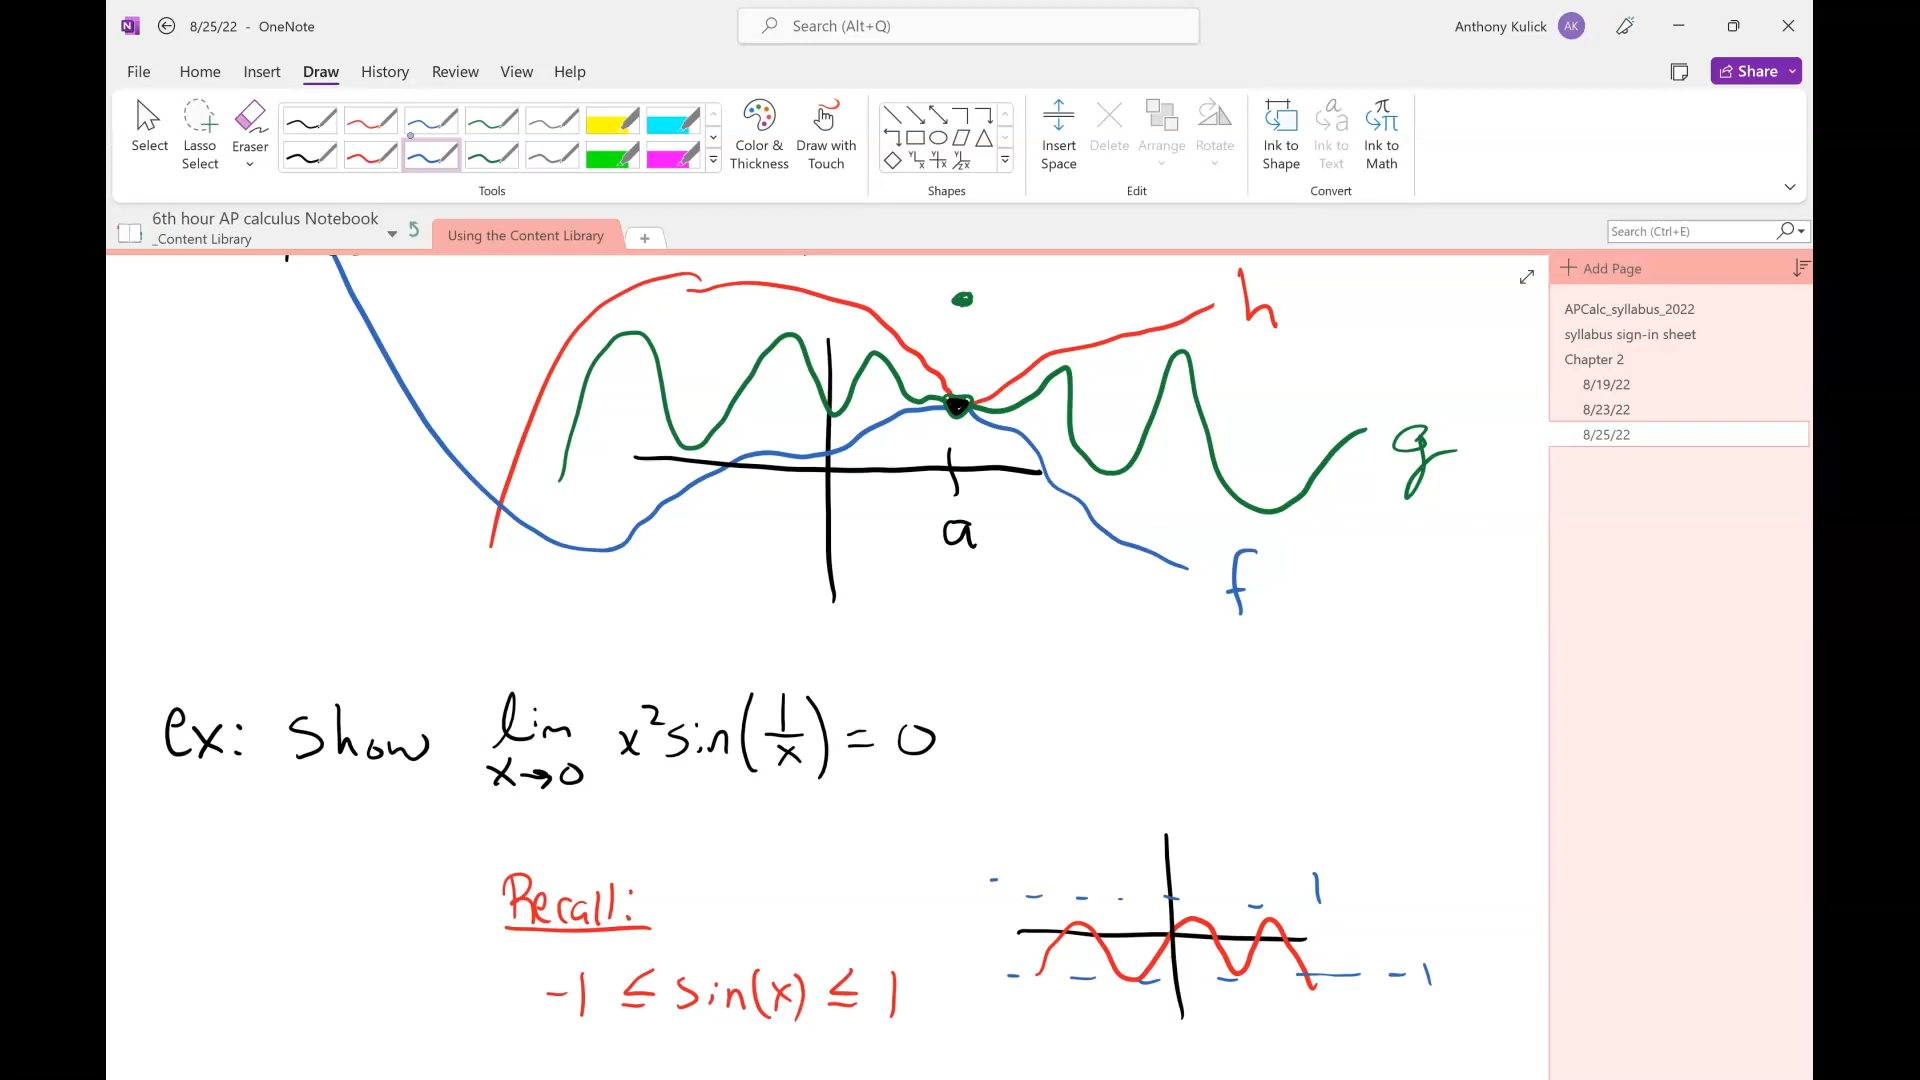 8/25/22 - OneNote
Search (Alt+Q)
Anthony Kulick AK
File Home Insert Draw History Review View Help
Share
Select
Lasso Select
Eraser
Color & Thickness
Draw with Touch
Insert Space
Delete
Arrange
Rotate
Ink to Shape
Ink to Text
Ink to Math
Tools
Shapes
Edit
Convert
6th hour AP calculus Notebook
_Content Library
Using the Content Library
Search (Ctrl+E)
Add Page
APCalc_syllabus_2022
syllabus sign-in sheet
Chapter 2
8/19/22
8/23/22
8/25/22
h
g
a
f
ex: Show lim x→0 x² sin(1/x) = 0
Recall:
-1 ≤ sin(x) ≤ 1
1
-1